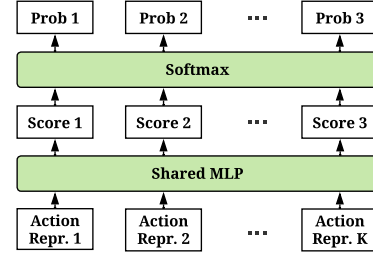 Prob 1 Prob 2 ... Prob 3
Softmax
Score 1 Score 2 ... Score 3
Shared MLP
Action Action ... Action
Repr. 1 Repr. 2 Repr. K